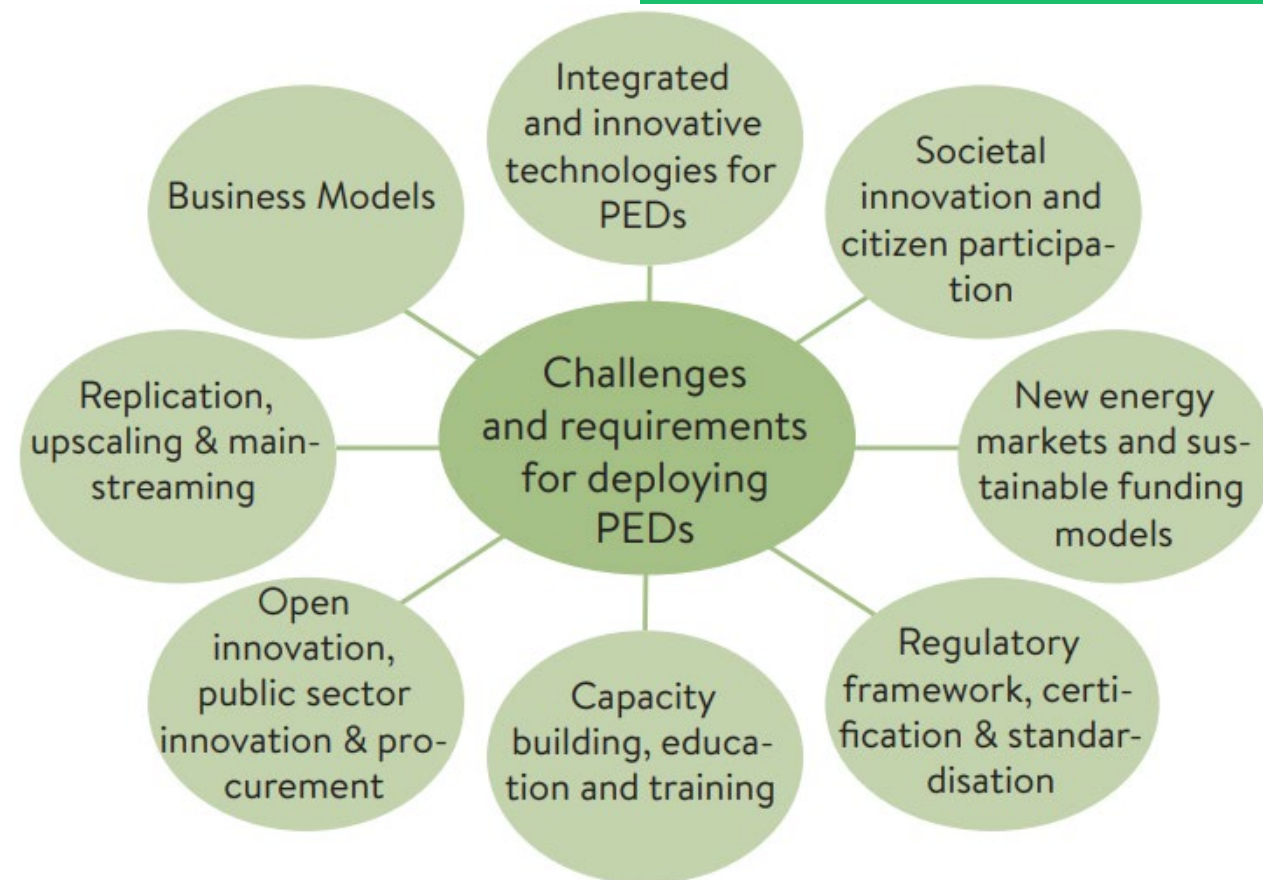 Integrated
and innovative
technologies for
PEDs
Societal
innovation and
citizen participa-
tion
New energy
markets and sus-
tainable funding
models
Regulatory
framework, certi-
fication & standar-
disation
Capacity
building, educa-
tion and training
Open
innovation,
public sector
innovation & pro-
curement
Replication,
upscaling & main-
streaming
Business Models
Challenges
and requirements
for deploying
PEDs